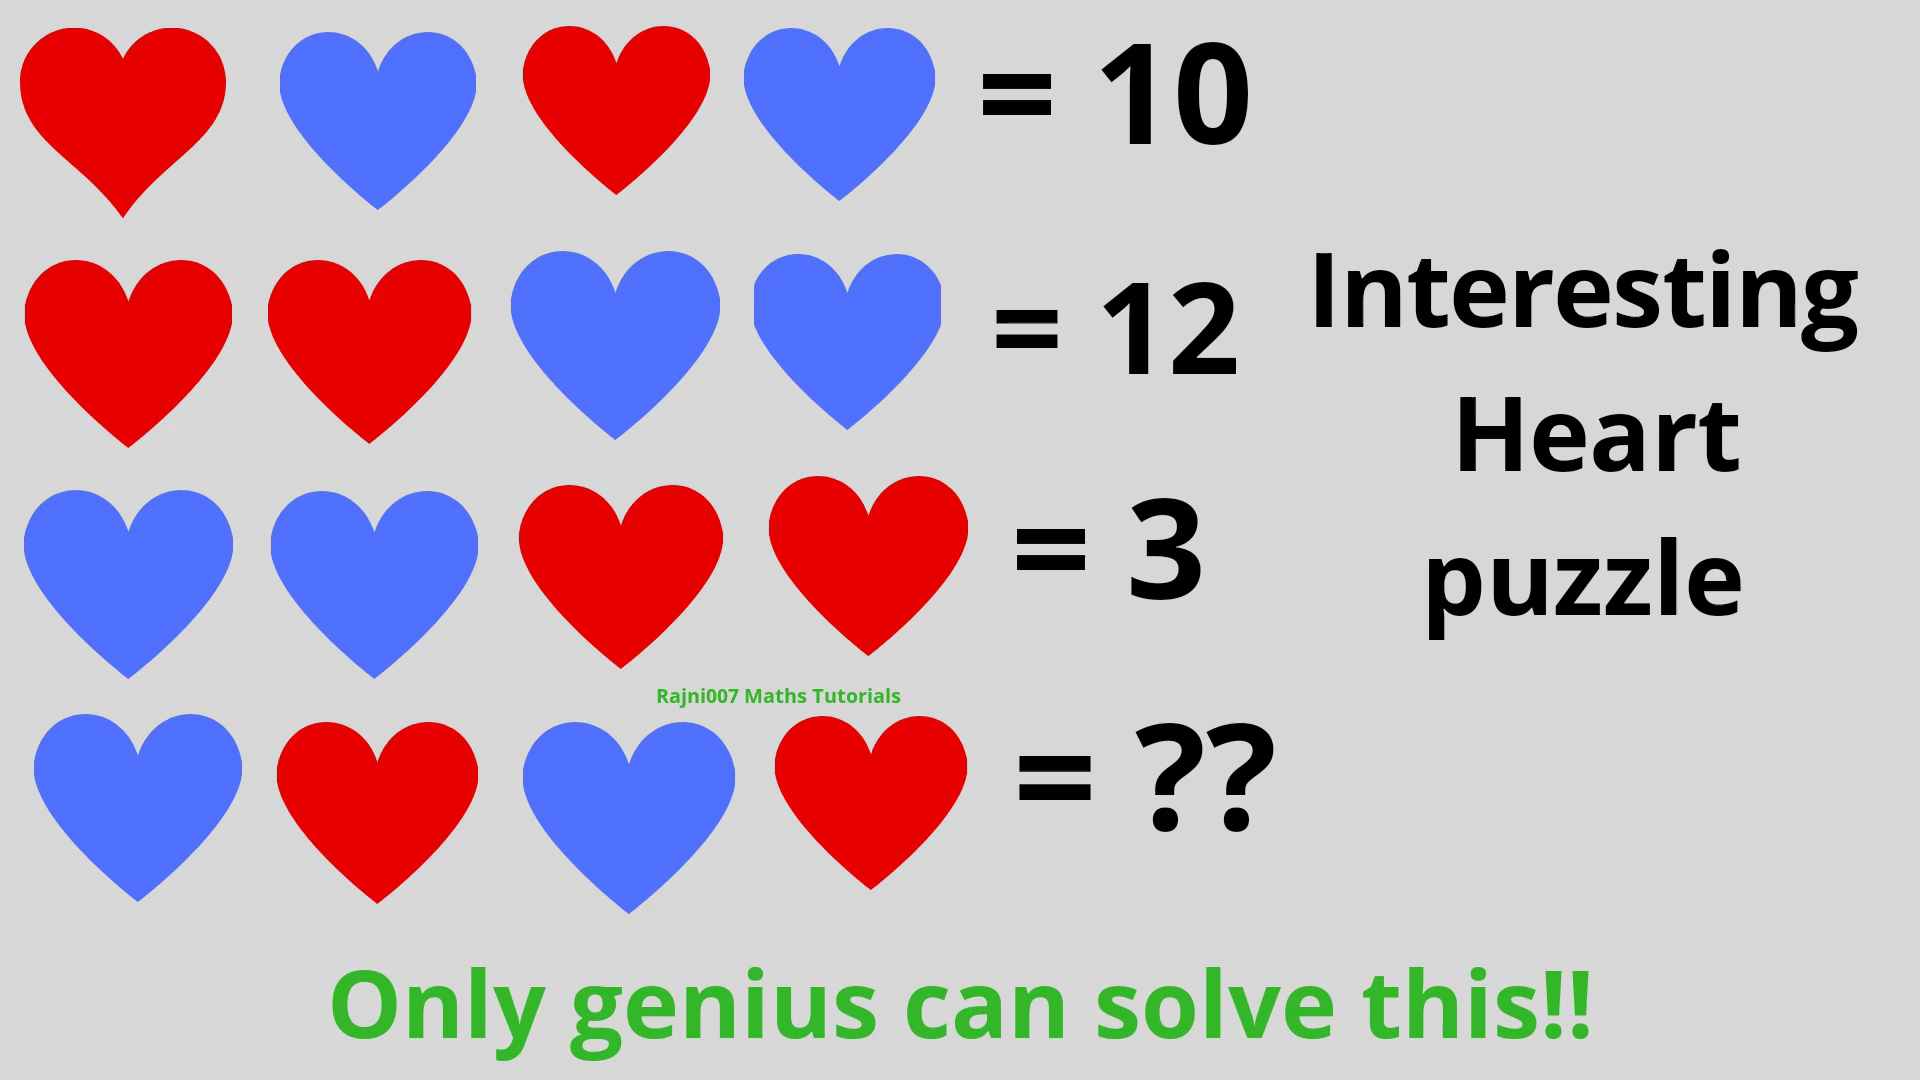 = 10
= 12
Interesting
Heart
puzzle
= 3
Rajni007 Maths Tutorials
= ??
Only genius can solve this!!